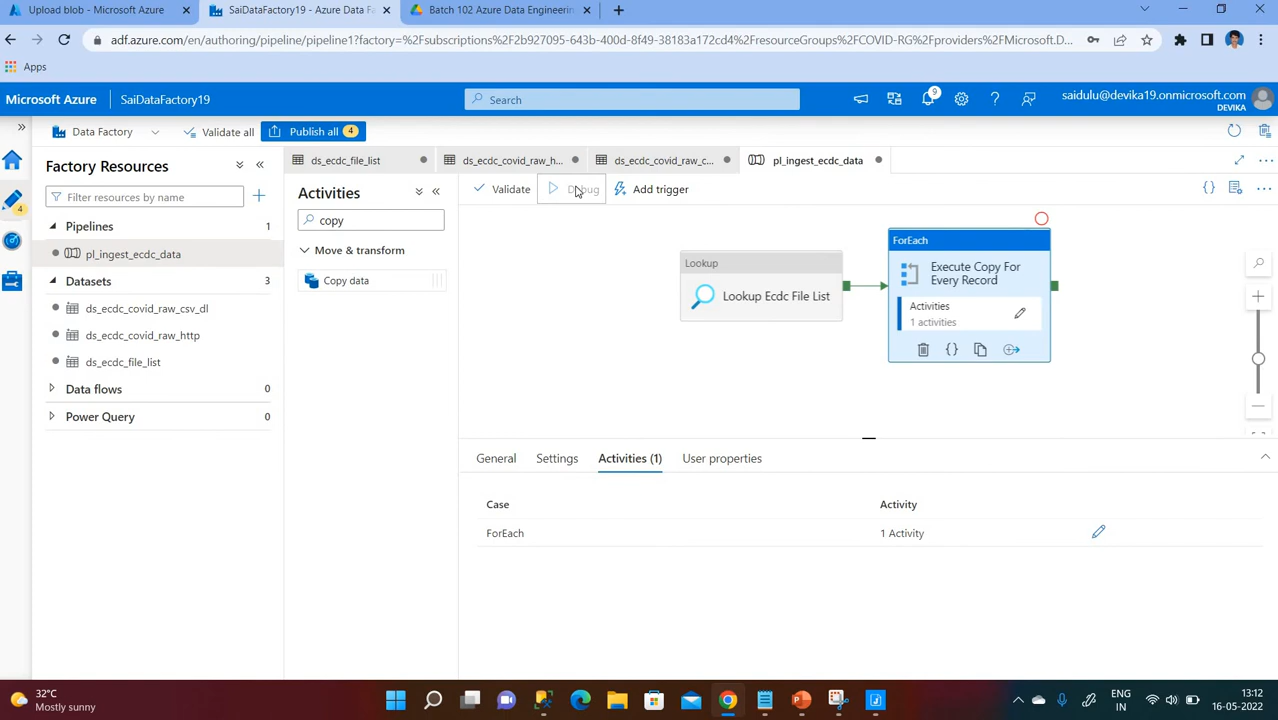 Upload blob - Microsoft Azure
SaiDataFactory19 - Azure Data Fa
Batch 102 Azure Data Engineerin
adf.azure.com/en/authoring/pipeline/pipeline1?factory=%2Fsubscriptions%2F2b927095-643b-400d-8f49-38183a172cd4%2FresourceGroups%2FCOVID-RG%2Fproviders%2FMicrosoft.D...
Apps
Microsoft Azure
SaiDataFactory19
Search
9
saidulu@devika19.onmicrosoft.com
DEVIKA
Data Factory
Validate all
Publish all 4
Factory Resources
Filter resources by name
4
Pipelines 1
pl_ingest_ecdc_data
Datasets 3
ds_ecdc_covid_raw_csv_dl
ds_ecdc_covid_raw_http
ds_ecdc_file_list
Data flows 0
Power Query 0
ds_ecdc_file_list
ds_ecdc_covid_raw_h...
ds_ecdc_covid_raw_c...
pl_ingest_ecdc_data
Activities
copy
Move & transform
Copy data
Validate
Debug
Add trigger
Lookup
Lookup Ecdc File List
ForEach
Execute Copy For
Every Record
Activities
1 activities
General
Settings
Activities (1)
User properties
Case
Activity
ForEach
1 Activity
32°C
Mostly sunny
ENG
IN
13:12
16-05-2022